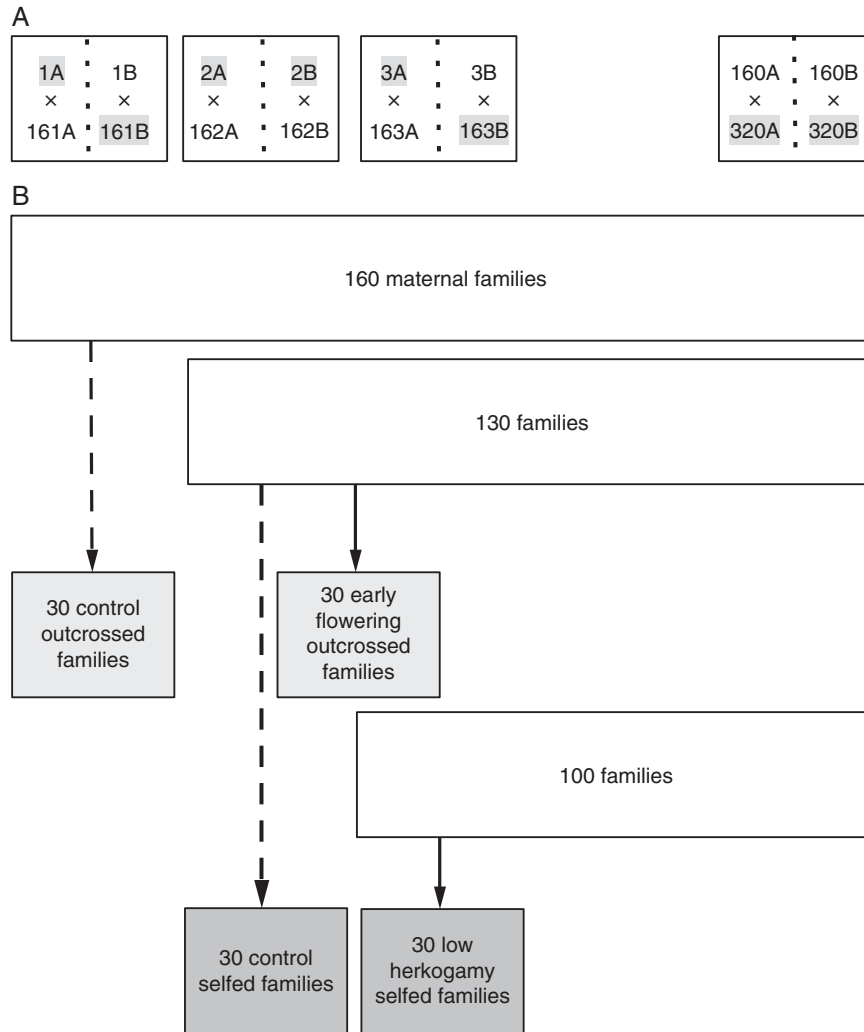 A
1A 1B 2A 2B 3A 3B 160A 160B
× × × × × × × ×
161A 161B 162A 162B 163A 163B 320A 320B
B
160 maternal families
130 families
30 control
outcrossed
families
30 early
flowering
outcrossed
families
100 families
30 control
selfed families
30 low
herkogamy
selfed families